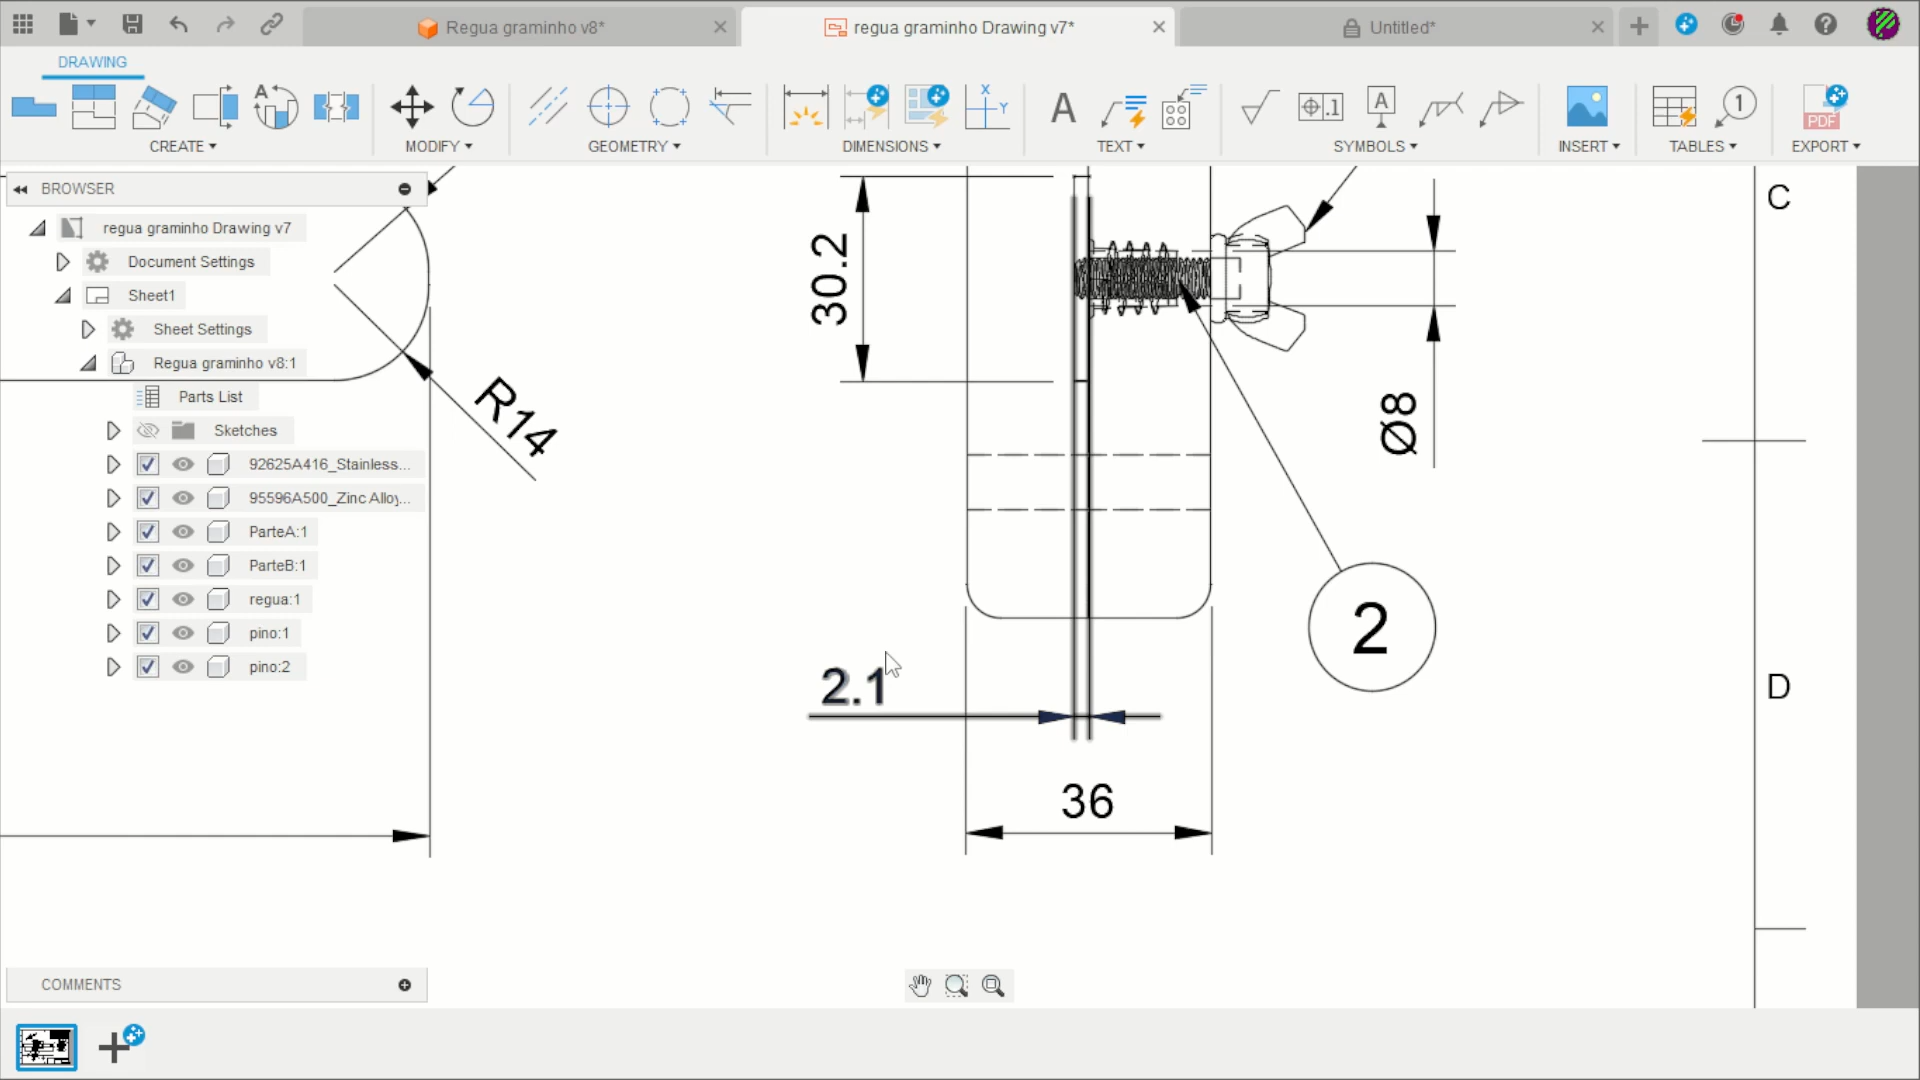 Regua graminho v8*
regua graminho Drawing v7*
Untitled*
DRAWING
CREATE
MODIFY
GEOMETRY
DIMENSIONS
TEXT
SYMBOLS
INSERT
TABLES
EXPORT
A
X
Y
A
.1
A
1
PDF
BROWSER
regua graminho Drawing v7
Document Settings
Sheet1
Sheet Settings
Regua graminho v8:1
Parts List
Sketches
92625A416_Stainless...
95596A500_Zinc Alloy...
ParteA:1
ParteB:1
regua:1
pino:1
pino:2
R14
30.2
Ø8
2
2.1
36
C
D
COMMENTS